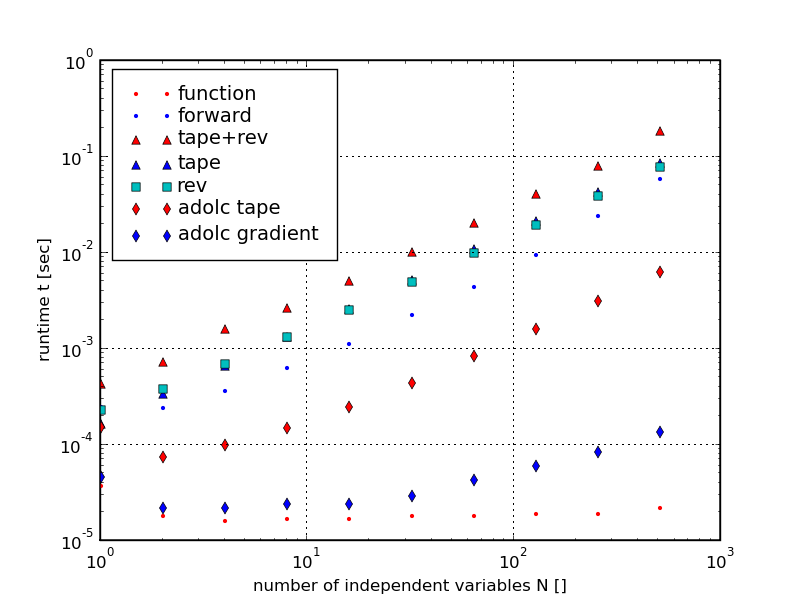 10^0
10^-1
10^-2
10^-3
10^-4
10^-5
runtime t [sec]
function
forward
tape+rev
tape
rev
adolc tape
adolc gradient
10^0 10^1 10^2 10^3
number of independent variables N []